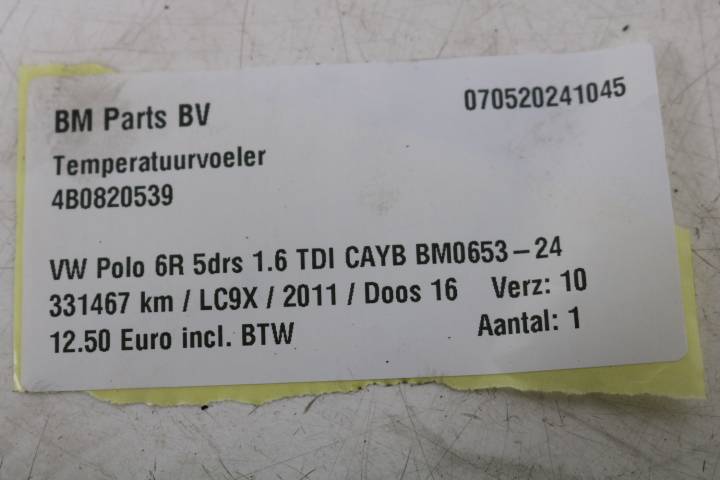 BM Parts BV 070520241045
Temperatuurvoeler
4B0820539
VW Polo 6R 5drs 1.6 TDI CAYB BM0653-24
331467 km / LC9X / 2011 / Doos 16 Verz: 10
12.50 Euro incl. BTW Aantal: 1